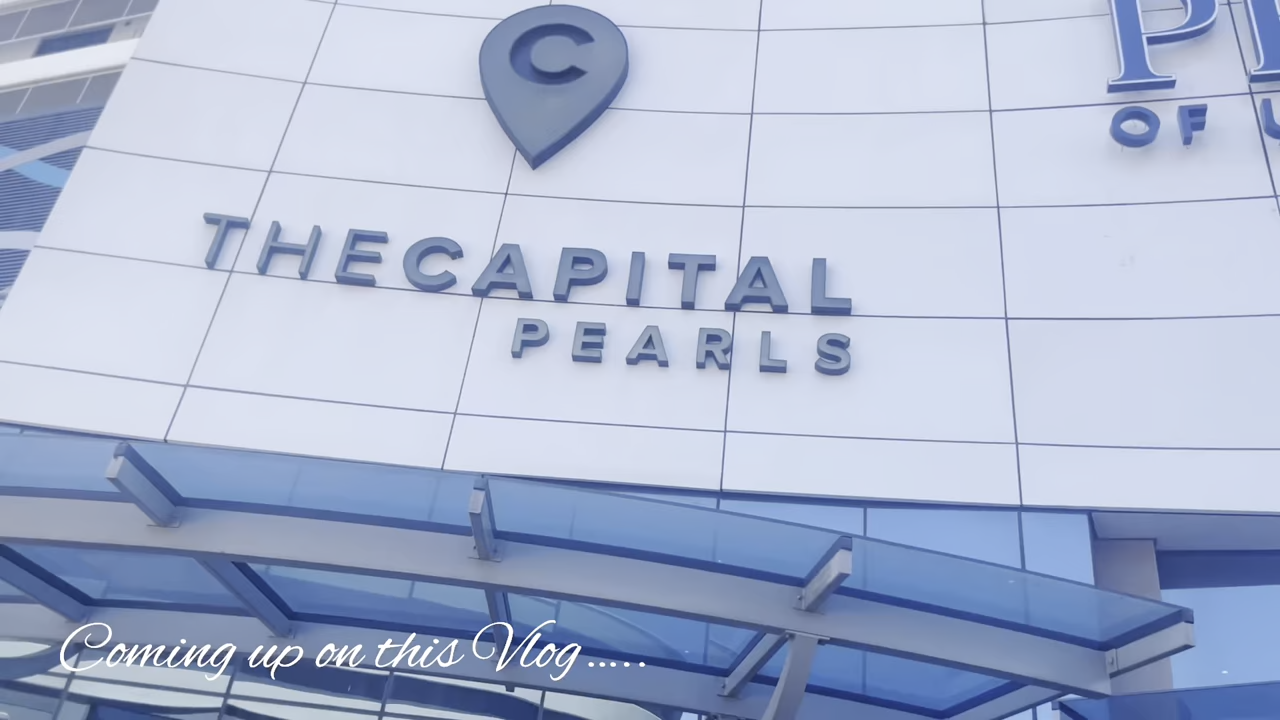 C
THECAPITAL
PEARLS
OF
Coming up on this Vlog.....